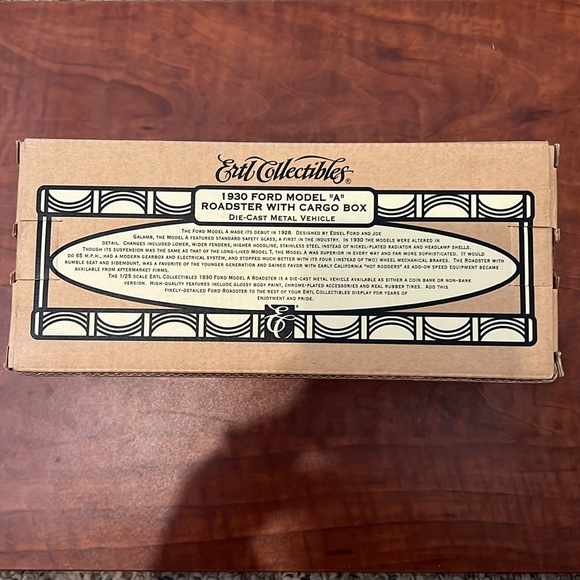 Ertl Collectibles®
1930 FORD MODEL "A"
ROADSTER WITH CARGO BOX
DIE-CAST METAL VEHICLE
THE FORD MODEL A MADE ITS DEBUT IN 1928. DESIGNED BY EDSEL FORD AND JOE
GALAMB, THE MODEL A FEATURED STANDARD SAFETY GLASS, A FIRST IN THE INDUSTRY. IN 1930 THE MODELS WERE ALTERED IN
DETAIL. CHANGES INCLUDED LOWER, WIDER FENDERS, HIGHER HOODLINE, STAINLESS STEEL INSTEAD OF NICKEL-PLATED RADIATOR AND HEADLAMP SHELLS.
THOUGH ITS SUSPENSION WAS THE SAME AS THAT OF THE LONG-LIVED MODEL T, THE MODEL A WAS SUPERIOR IN EVERY WAY AND FAR MORE SOPHISTICATED. IT WOULD
DO 65 M.P.H., HAD A MODERN GEARBOX AND ELECTRICAL SYSTEM, AND STOPPED MUCH BETTER WITH ITS FOUR (INSTEAD OF TWO) WHEEL MECHANICAL BRAKES. THE ROADSTER WITH
RUMBLE SEAT AND SIDEMOUNT, WAS A FAVORITE OF THE YOUNGER GENERATION AND GAINED FAVOR WITH EARLY CALIFORNIA "HOT RODDERS" AS ADD-ON SPEED EQUIPMENT BECAME
AVAILABLE FROM AFTERMARKET FIRMS.
THE 1/25 SCALE ERTL COLLECTIBLES 1930 FORD MODEL A ROADSTER IS A DIE-CAST METAL VEHICLE AVAILABLE AS EITHER A COIN BANK OR NON-BANK
VERSION. HIGH-QUALITY FEATURES INCLUDE GLOSSY BODY PAINT, CHROME-PLATED ACCESSORIES AND REAL RUBBER TIRES. ADD THIS
FINELY-DETAILED FORD ROADSTER TO THE REST OF YOUR ERTL COLLECTIBLES DISPLAY FOR YEARS OF
ENJOYMENT AND PRIDE.
EC®